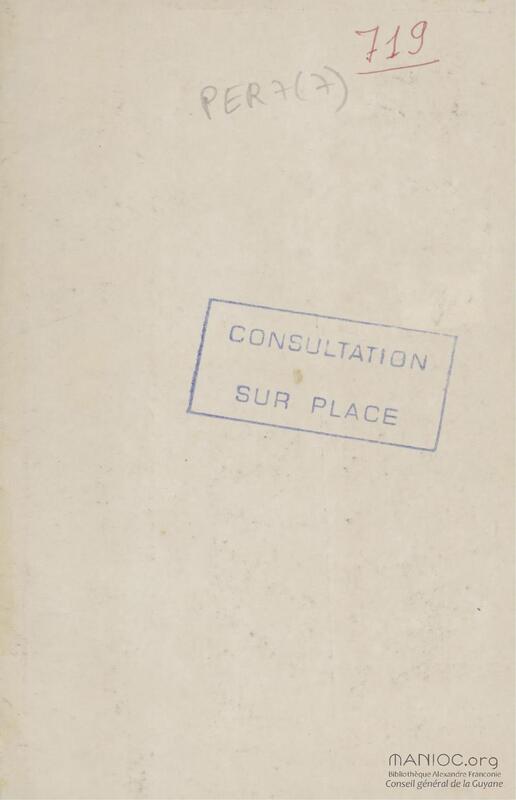 719
PER7(7)
CONSULTATION
SUR PLACE
MANIOC.org
Bibliothèque Alexandre Franconie
Conseil général de la Guyane